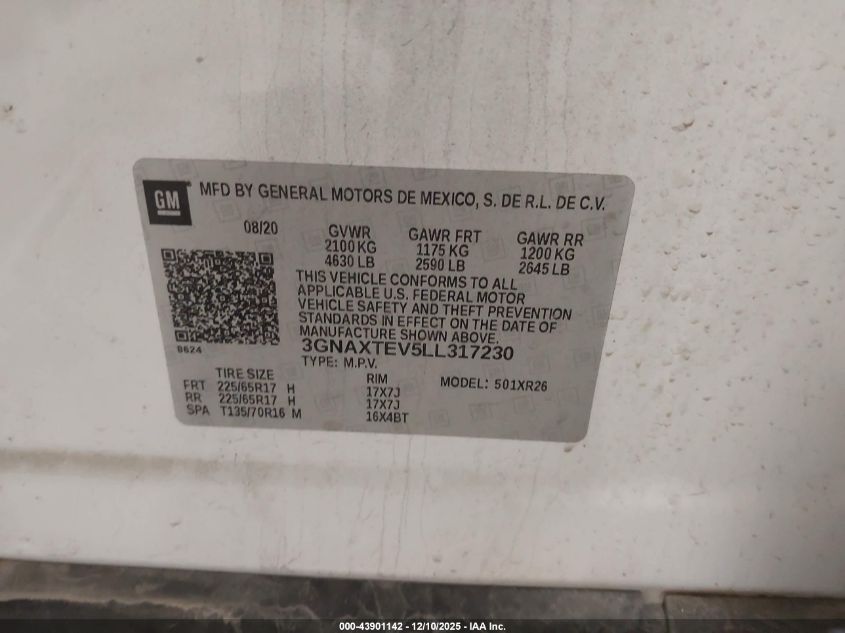 GM MFD BY GENERAL MOTORS DE MEXICO, S. DE R.L. DE C.V.
08/20 GVWR GAWR FRT GAWR RR
2100 KG 1175 KG 1200 KG
4630 LB 2590 LB 2645 LB
THIS VEHICLE CONFORMS TO ALL
APPLICABLE U.S. FEDERAL MOTOR
VEHICLE SAFETY AND THEFT PREVENTION
STANDARDS IN EFFECT ON THE DATE OF
MANUFACTURE SHOWN ABOVE.
0624 3GNAXTEV5LL317230
TYPE: M.P.V.
TIRE SIZE RIM MODEL: 501XR26
FRT 225/65R17 H 17X7J
RR 225/65R17 H 17X7J
SPA T135/70R16 M 16X4BT
000-43901142 - 12/10/2025 - IAA Inc.